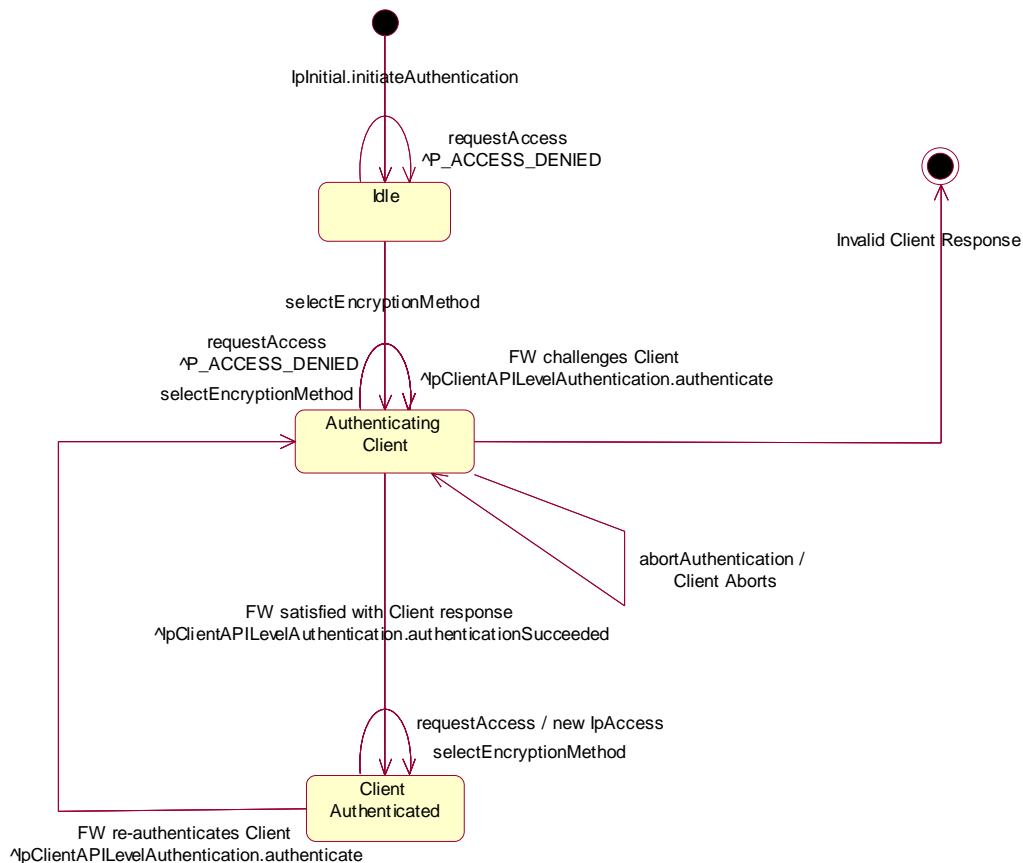 IpInitial.initiateAuthentication
requestAccess
^P_ACCESS_DENIED
Idle
Invalid Client Response
selectEncryptionMethod
requestAccess
^P_ACCESS_DENIED
selectEncryptionMethod
FW challenges Client
^IpClientAPILevelAuthentication.authenticate
Authenticating
Client
abortAuthentication /
Client Aborts
FW satisfied with Client response
^IpClientAPILevelAuthentication.authenticationSucceeded
requestAccess / new IpAccess
selectEncryptionMethod
Client
Authenticated
FW re-authenticates Client
^IpClientAPILevelAuthentication.authenticate